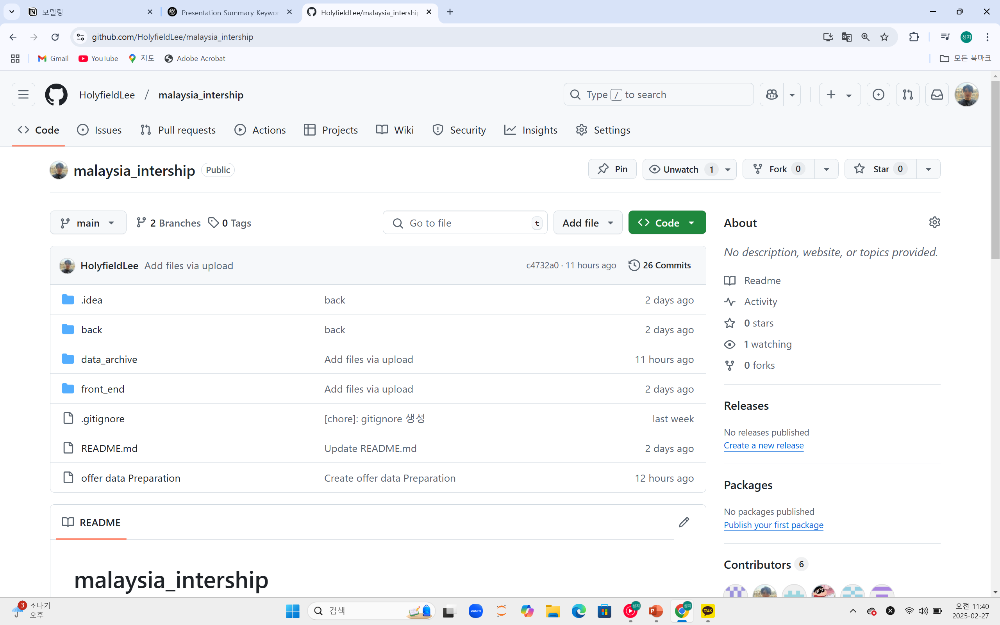 모델링
Presentation Summary Keywor
HolyfieldLee/malaysia_intership
github.com/HolyfieldLee/malaysia_intership
성지
Gmail
YouTube
지도
Adobe Acrobat
모든 북마크
HolyfieldLee / malaysia_intership
Type / to search
Code
Issues
Pull requests
Actions
Projects
Wiki
Security
Insights
Settings
malaysia_intership Public
Pin
Unwatch 1
Fork 0
Star 0
main
2 Branches
0 Tags
Go to file t
Add file
Code
HolyfieldLee Add files via upload c4732a0 · 11 hours ago 26 Commits
.idea back 2 days ago
back back 2 days ago
data_archive Add files via upload 11 hours ago
front_end Add files via upload 2 days ago
.gitignore [chore]: gitignore 생성 last week
README.md Update README.md 2 days ago
offer data Preparation Create offer data Preparation 12 hours ago
README
malaysia_intership
About
No description, website, or topics provided.
Readme
Activity
0 stars
1 watching
0 forks
Releases
No releases published
Create a new release
Packages
No packages published
Publish your first package
Contributors 6
3
소나기
오후
검색
zoom
성지
P
성지
TALK
오전 11:40
2025-02-27